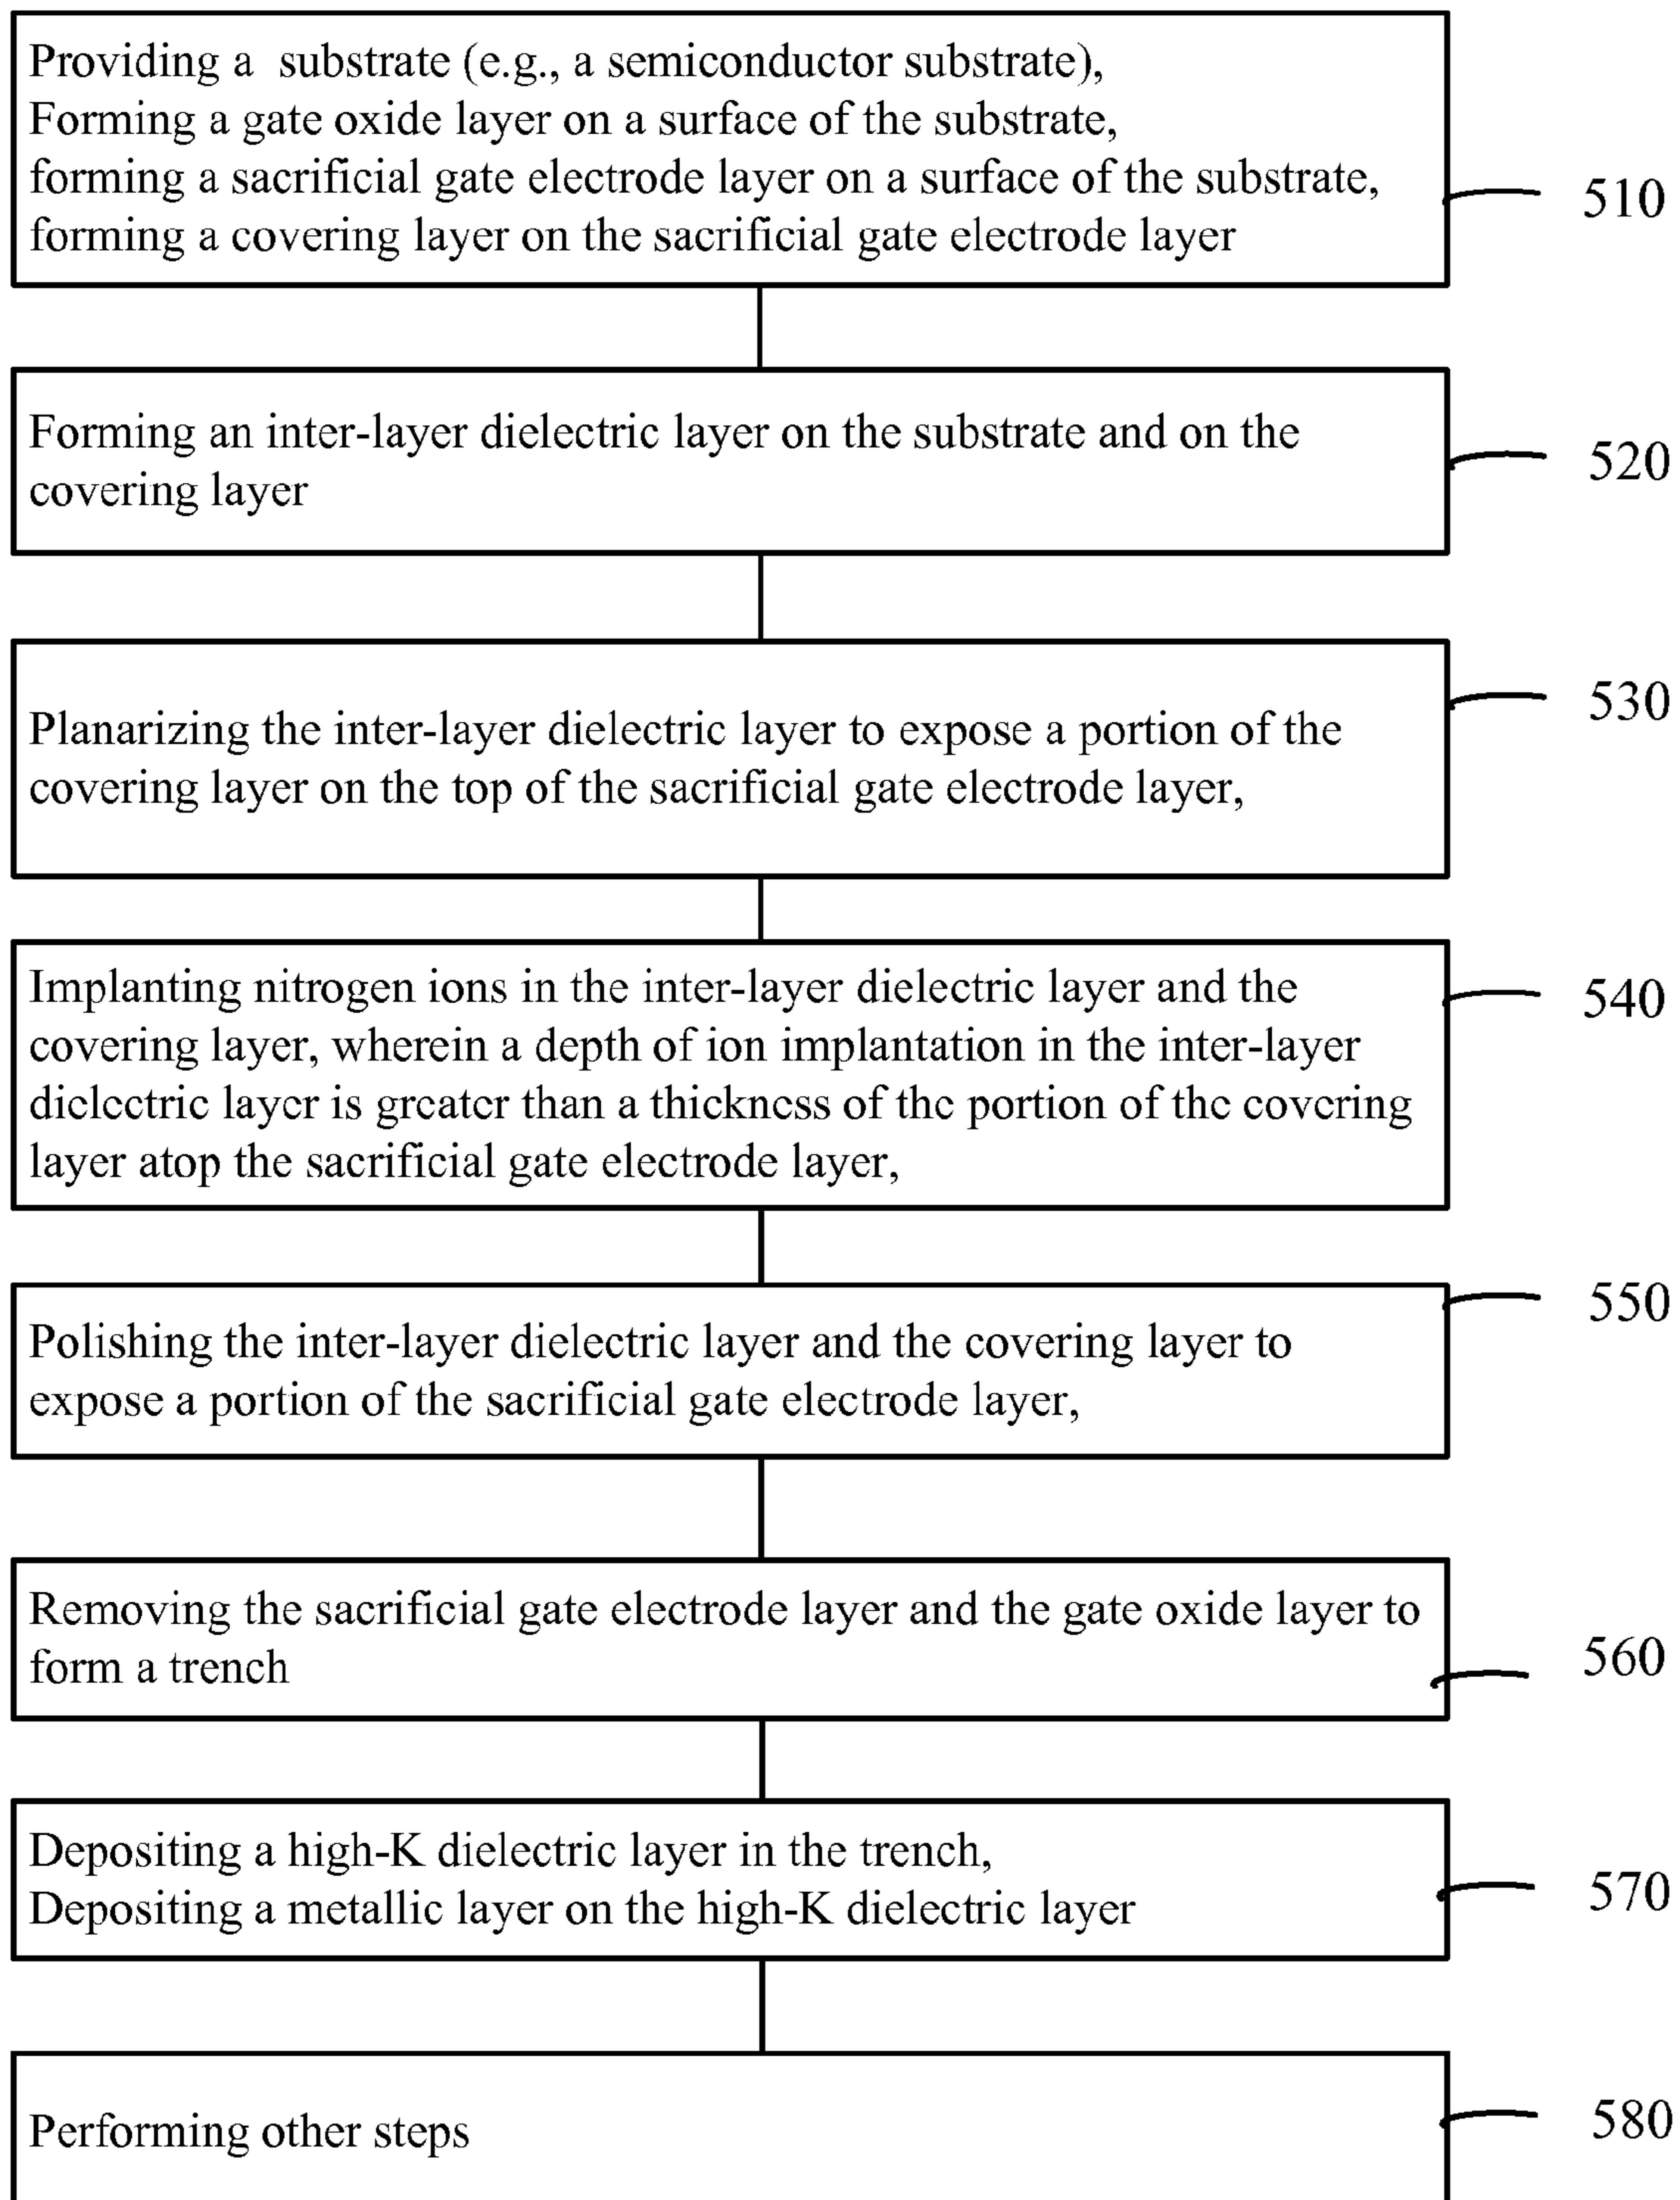 Providing a substrate (e.g., a semiconductor substrate),
Forming a gate oxide layer on a surface of the substrate,
forming a sacrificial gate electrode layer on a surface of the substrate,
forming a covering layer on the sacrificial gate electrode layer
510
Forming an inter-layer dielectric layer on the substrate and on the
covering layer
520
Planarizing the inter-layer dielectric layer to expose a portion of the
covering layer on the top of the sacrificial gate electrode layer,
530
Implanting nitrogen ions in the inter-layer dielectric layer and the
covering layer, wherein a depth of ion implantation in the inter-layer
dielectric layer is greater than a thickness of the portion of the covering
layer atop the sacrificial gate electrode layer,
540
Polishing the inter-layer dielectric layer and the covering layer to
expose a portion of the sacrificial gate electrode layer,
550
Removing the sacrificial gate electrode layer and the gate oxide layer to
form a trench
560
Depositing a high-K dielectric layer in the trench,
Depositing a metallic layer on the high-K dielectric layer
570
Performing other steps
580